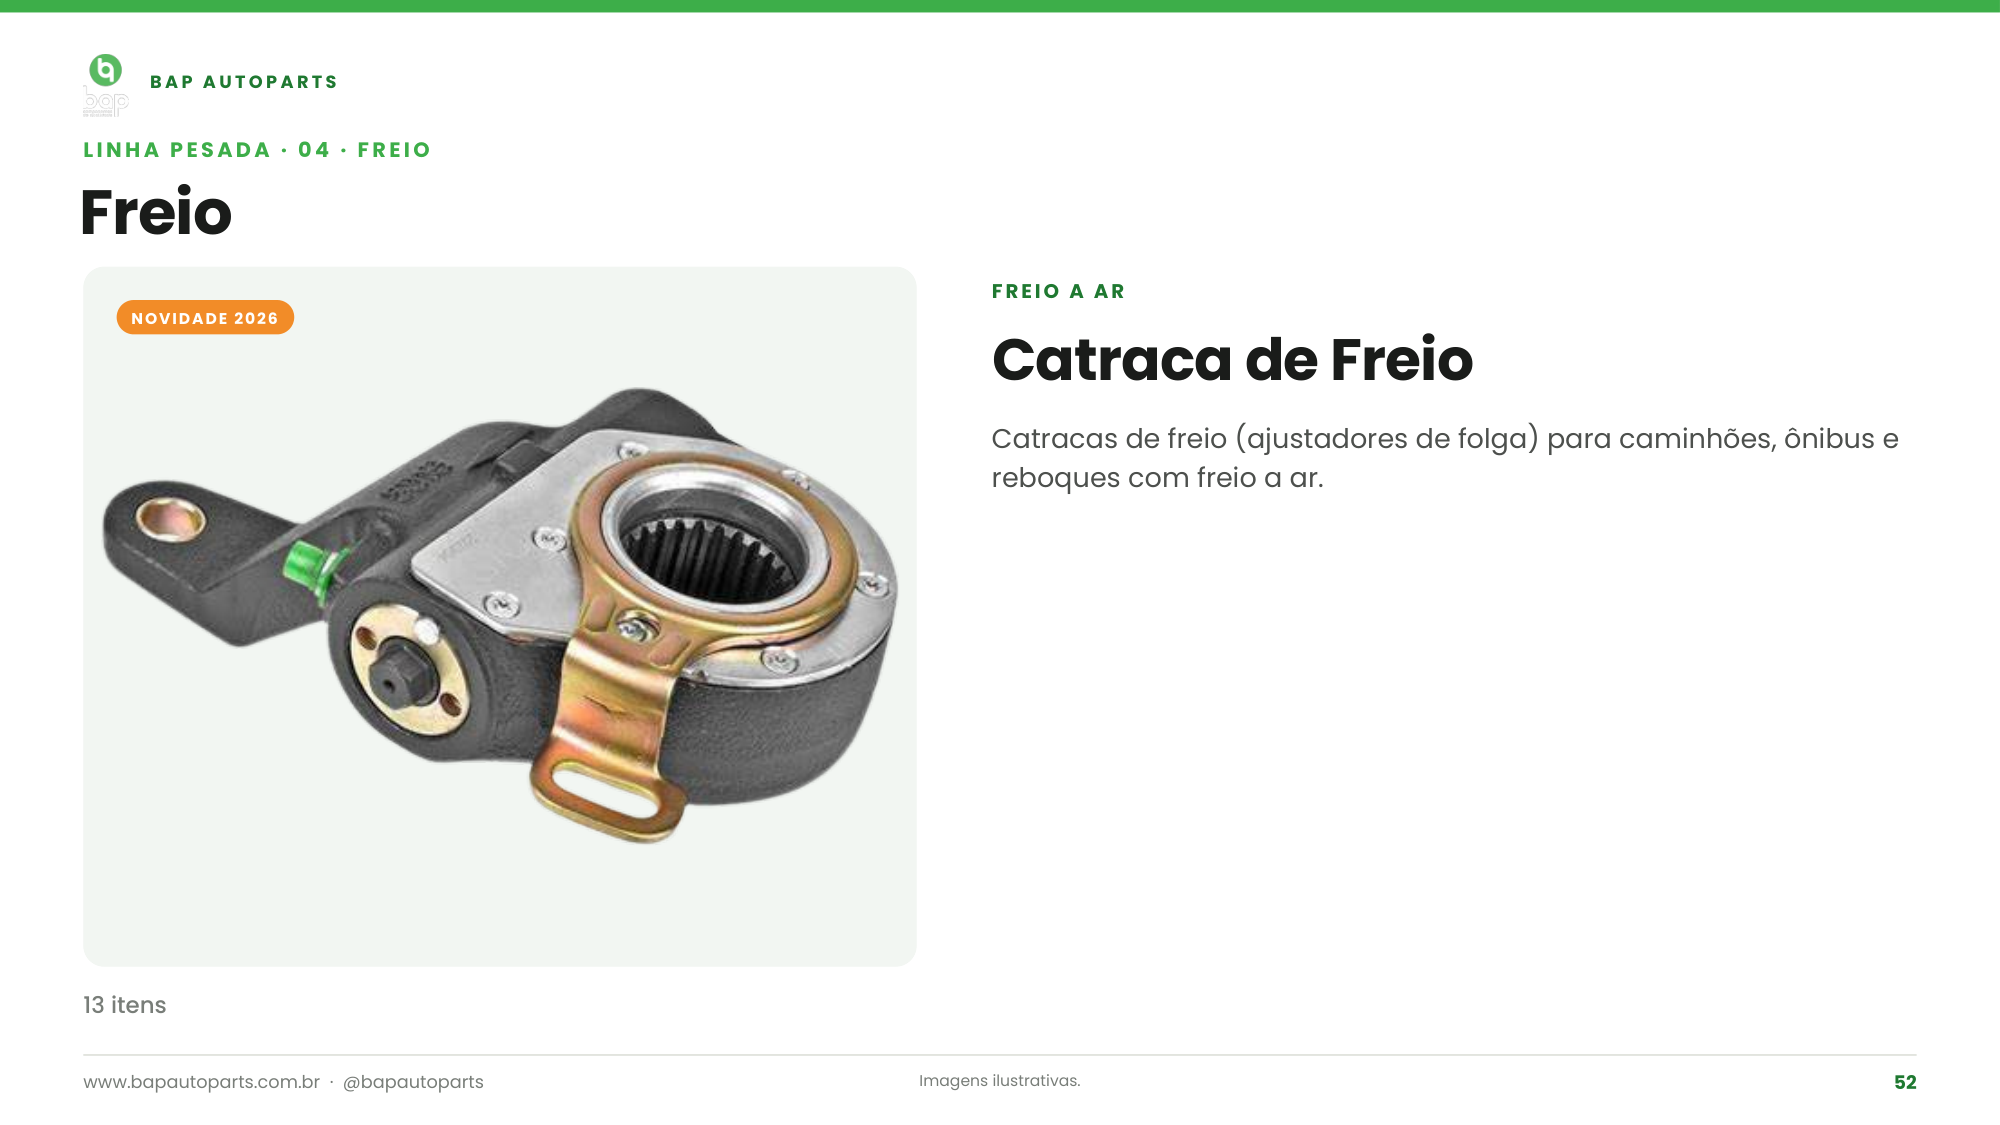 bap
BAP AUTOPARTS
LINHA PESADA · 04 · FREIO
Freio
NOVIDADE 2026
FREIO A AR
Catraca de Freio
Catracas de freio (ajustadores de folga) para caminhões, ônibus e
reboques com freio a ar.
13 itens
www.bapautoparts.com.br · @bapautoparts
Imagens ilustrativas.
52